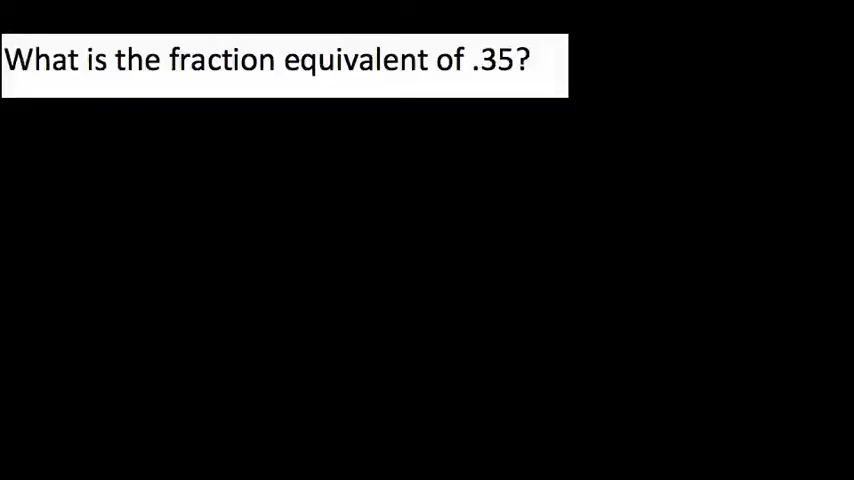 What is the fraction equivalent of .35?